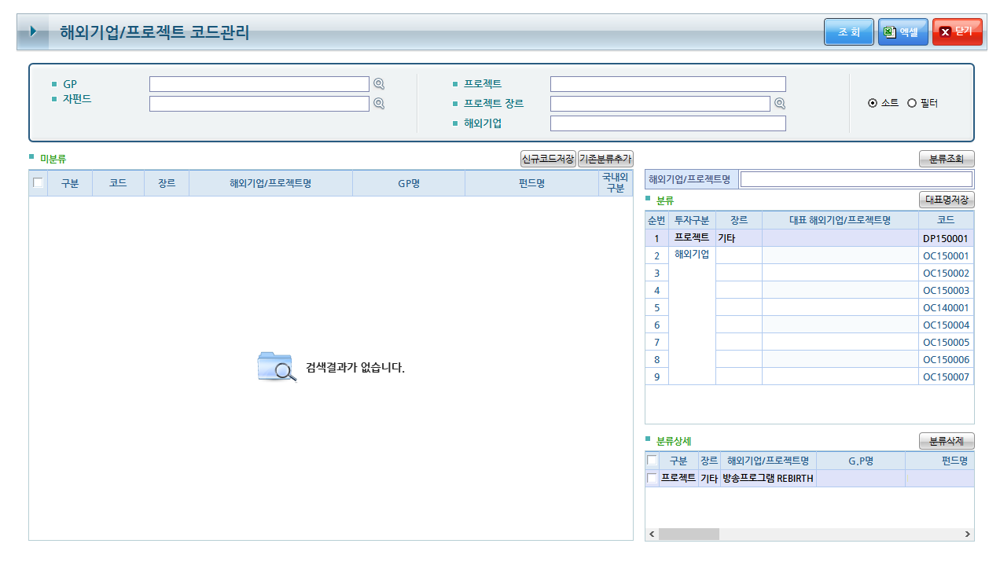 해외기업/프로젝트 코드관리
조 회
엑셀
닫기
GP
자펀드
프로젝트
프로젝트 장르
해외기업
소트
필터
미분류
신규코드저장
기존분류추가
구분 코드 장르 해외기업/프로젝트명 GP명 펀드명 국내외
구분
검색결과가 없습니다.
분류조회
해외기업/프로젝트명
분류
대표명저장
순번 투자구분 장르 대표 해외기업/프로젝트명 코드
1 프로젝트 기타 DP150001
2 해외기업 OC150001
3 OC150002
4 OC150003
5 OC140001
6 OC150004
7 OC150005
8 OC150006
9 OC150007
분류상세
분류삭제
구분 장르 해외기업/프로젝트명 G.P명 펀드명
프로젝트 기타 방송프로그램 REBIRTH